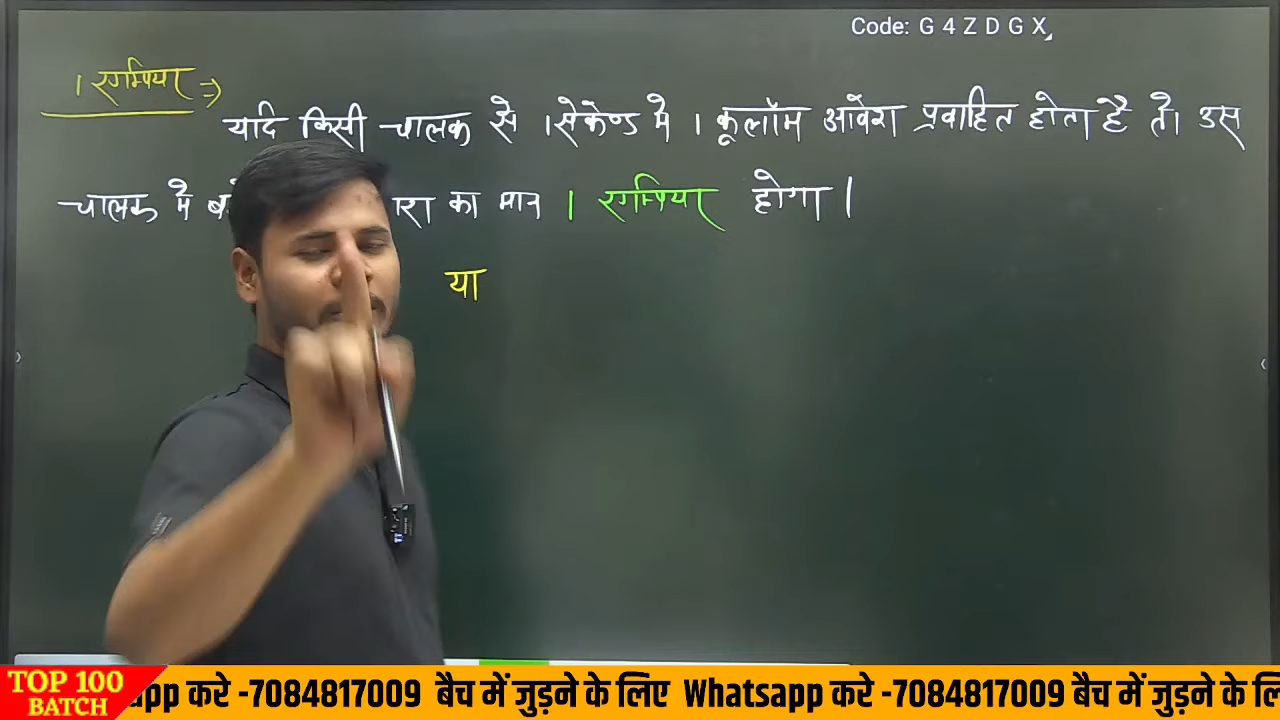 Code: G 4 Z D G X
1 एम्पियर =>
यदि किसी चालक से 1 सेकेण्ड मे 1 कूलॉम आवेश प्रवाहित होता है तो उस
चालक मे का मान 1 एम्पियर होगा |
या
TOP 100
BATCH
करे -7084817009 बैच में जुड़ने के लिए Whatsapp करे -7084817009 बैच में जुड़ने के